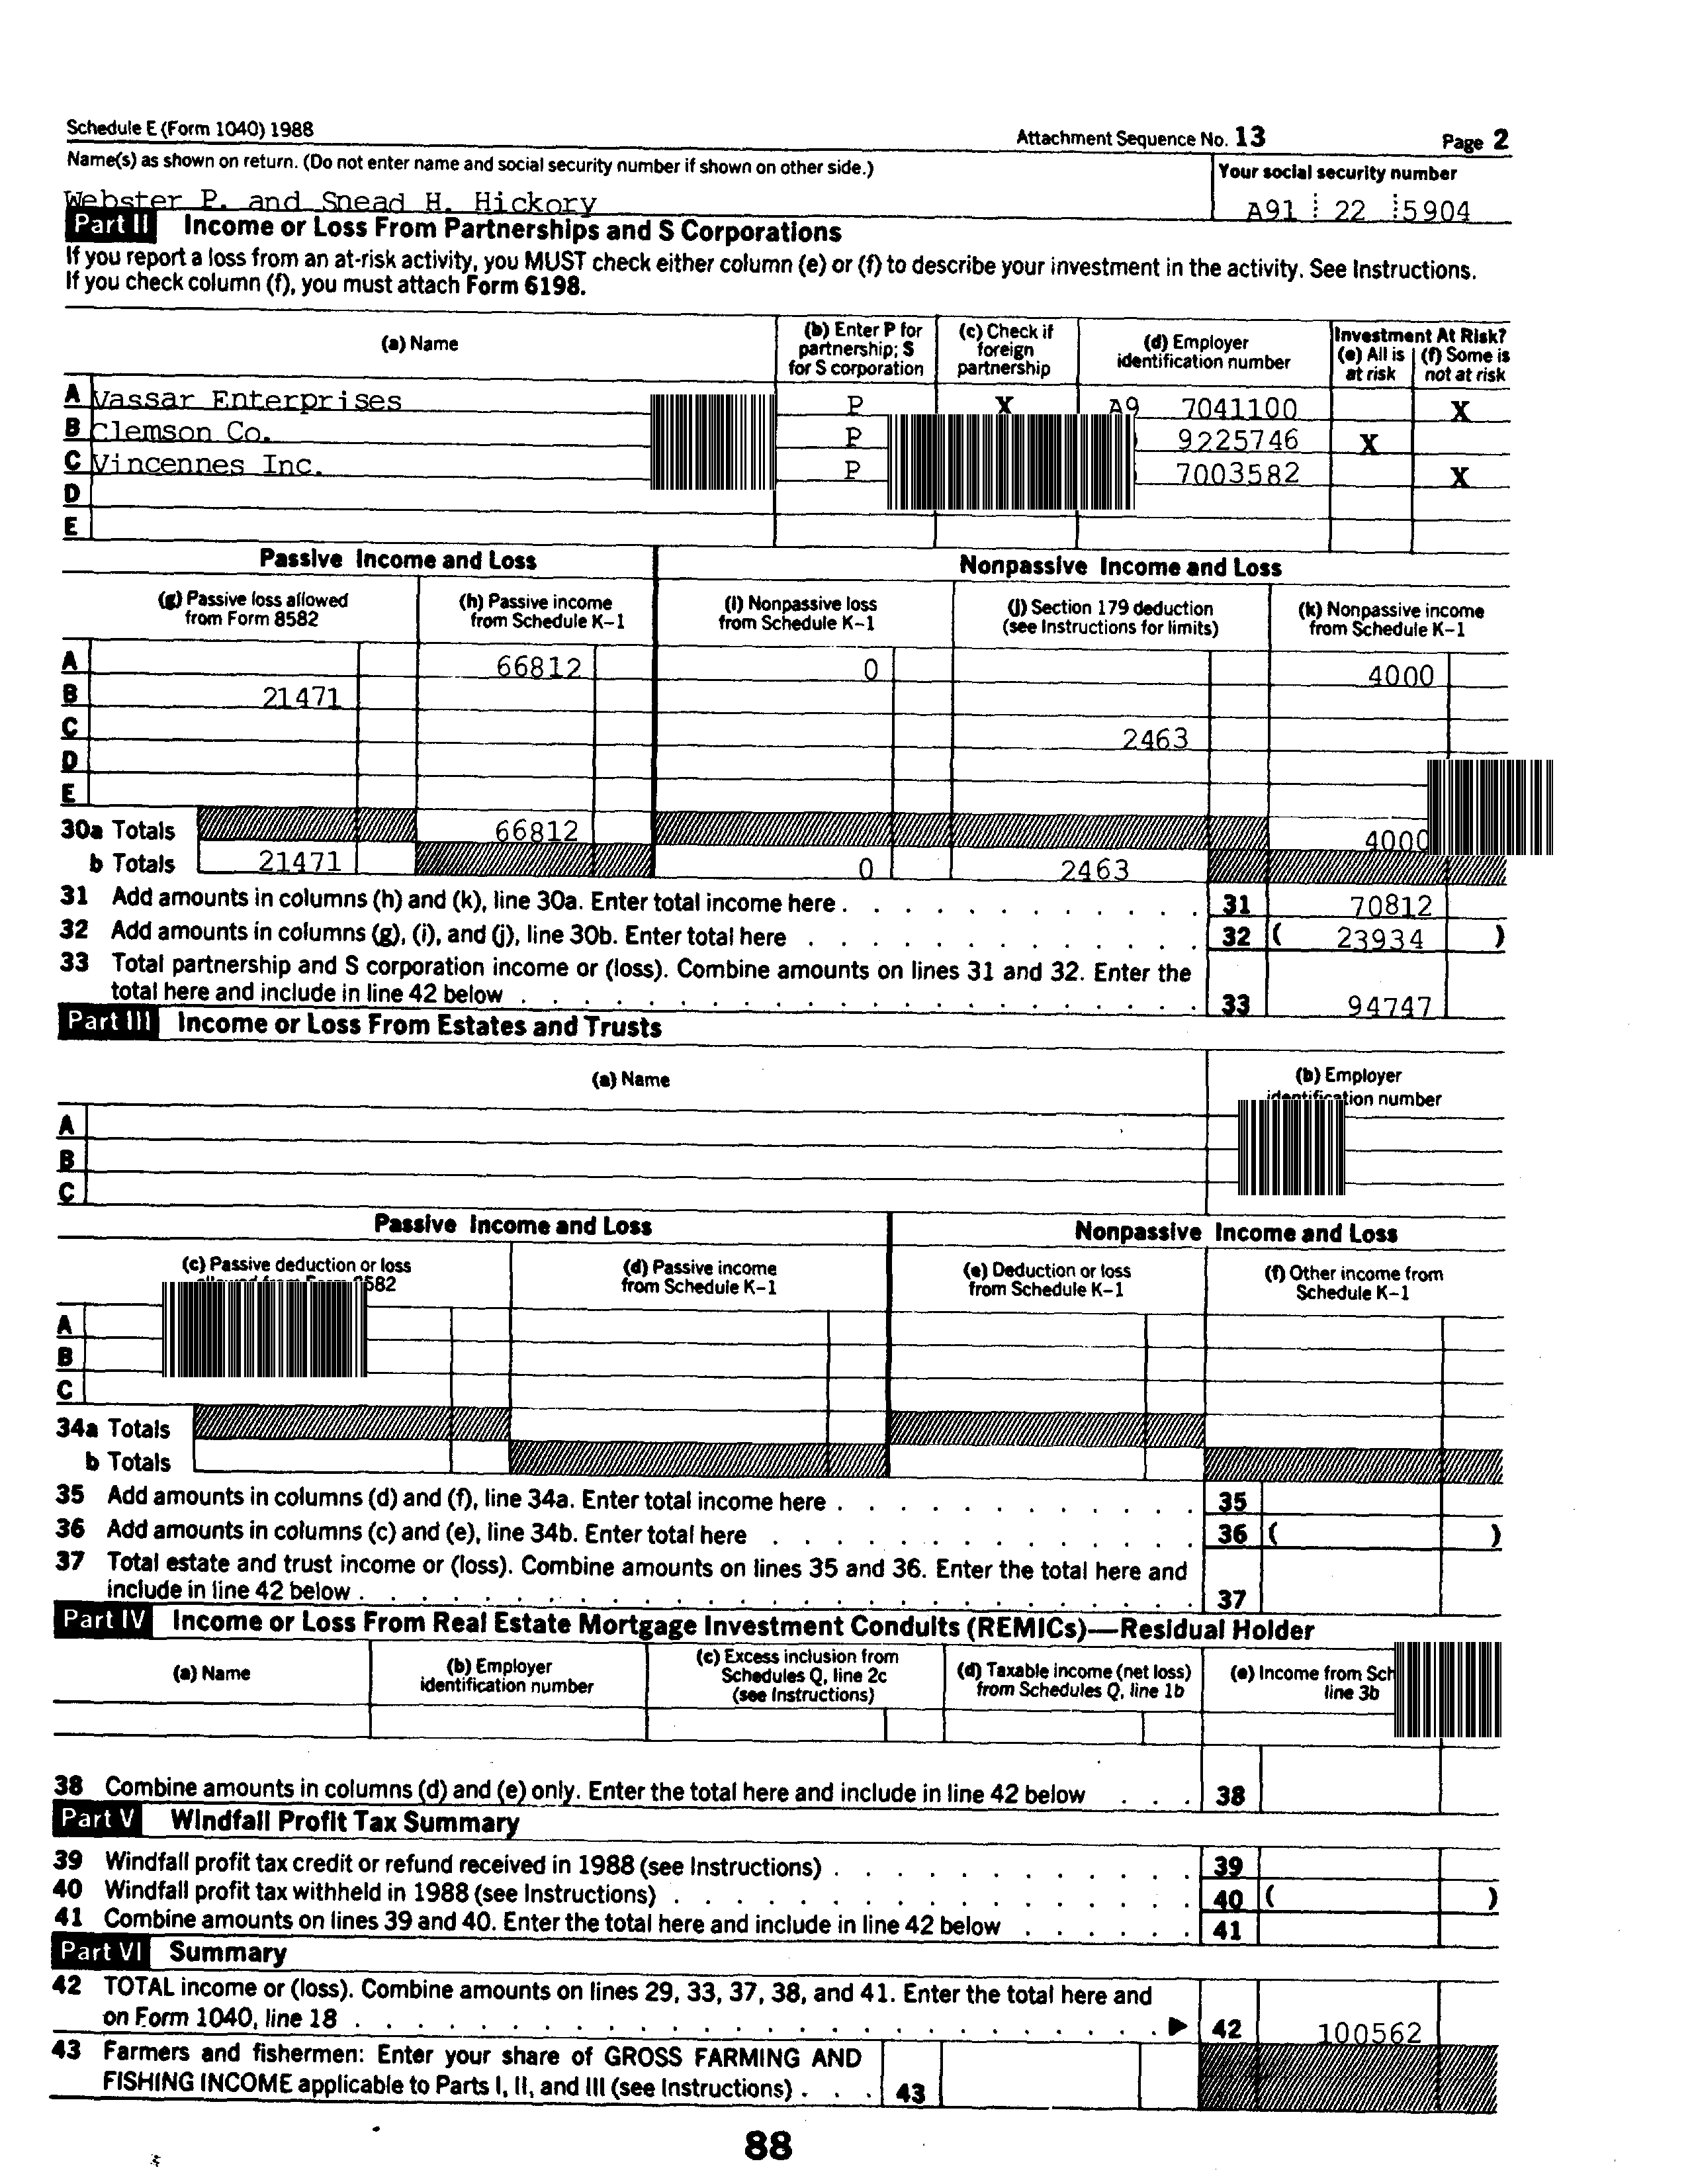 Schedule E (Form 1040) 1988 Attachment Sequence No. 13 Page 2
Name(s) as shown on return. (Do not enter name and social security number if shown on other side.) Your social security number
Webster P. and Snead H. Hickory A91 22 5904
Part II Income or Loss From Partnerships and S Corporations
If you report a loss from an at-risk activity, you MUST check either column (e) or (f) to describe your investment in the activity. See Instructions.
If you check column (f), you must attach Form 6198.
(a) Name (b) Enter P for partnership; S for S corporation (c) Check if foreign partnership (d) Employer identification number Investment At Risk? (e) All is at risk (f) Some is not at risk
A Vassar Enterprises P X A9 7041100 X
B Clemson Co. P 9225746 X
C Vincennes Inc. P 7003582 X
D
E
Passive Income and Loss Nonpassive Income and Loss
(g) Passive loss allowed from Form 8582 (h) Passive income from Schedule K-1 (i) Nonpassive loss from Schedule K-1 (j) Section 179 deduction (see Instructions for limits) (k) Nonpassive income from Schedule K-1
A 66812 0 4000
B 21471
C 2463
D
E
30a Totals 66812 4000
b Totals 21471 0 2463
31 Add amounts in columns (h) and (k), line 30a. Enter total income here . 31 70812
32 Add amounts in columns (g), (i), and (j), line 30b. Enter total here . 32 ( 23934 )
33 Total partnership and S corporation income or (loss). Combine amounts on lines 31 and 32. Enter the
total here and include in line 42 below . 33 94747
Part III Income or Loss From Estates and Trusts
(a) Name (b) Employer identification number
A
B
C
Passive Income and Loss Nonpassive Income and Loss
(c) Passive deduction or loss 582 (d) Passive income from Schedule K-1 (e) Deduction or loss from Schedule K-1 (f) Other income from Schedule K-1
A
B
C
34a Totals
b Totals
35 Add amounts in columns (d) and (f), line 34a. Enter total income here . 35
36 Add amounts in columns (c) and (e), line 34b. Enter total here . 36 ( )
37 Total estate and trust income or (loss). Combine amounts on lines 35 and 36. Enter the total here and
include in line 42 below . 37
Part IV Income or Loss From Real Estate Mortgage Investment Conduits (REMICs)—Residual Holder
(a) Name (b) Employer identification number (c) Excess inclusion from Schedules Q, line 2c (see Instructions) (d) Taxable income (net loss) from Schedules Q, line 1b (e) Income from Sch line 3b
38 Combine amounts in columns (d) and (e) only. Enter the total here and include in line 42 below . 38
Part V Windfall Profit Tax Summary
39 Windfall profit tax credit or refund received in 1988 (see Instructions) . 39
40 Windfall profit tax withheld in 1988 (see Instructions) . 40 ( )
41 Combine amounts on lines 39 and 40. Enter the total here and include in line 42 below . 41
Part VI Summary
42 TOTAL income or (loss). Combine amounts on lines 29, 33, 37, 38, and 41. Enter the total here and
on Form 1040, line 18 . ▶ 42 100562
43 Farmers and fishermen: Enter your share of GROSS FARMING AND
FISHING INCOME applicable to Parts I, II, and III (see Instructions) . 43
88